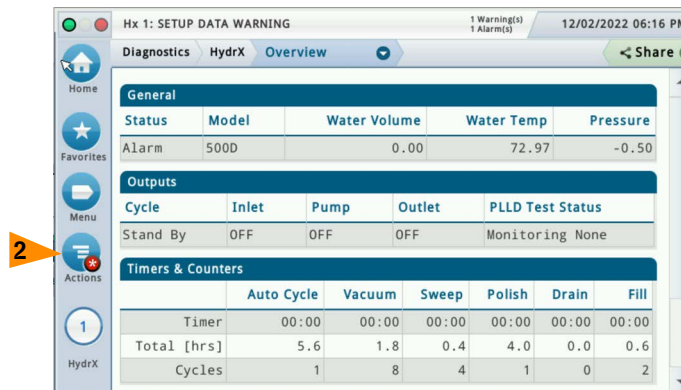 Hx 1: SETUP DATA WARNING
1 Warning(s)
1 Alarm(s)
12/02/2022 06:16 PM
Diagnostics HydrX Overview Share
Home
Favorites
Menu
2
Actions
1
HydrX
General
Status Model Water Volume Water Temp Pressure
Alarm 500D 0.00 72.97 -0.50
Outputs
Cycle Inlet Pump Outlet PLLD Test Status
Stand By OFF OFF OFF Monitoring None
Timers & Counters
Auto Cycle Vacuum Sweep Polish Drain Fill
Timer 00:00 00:00 00:00 00:00 00:00 00:00
Total [hrs] 5.6 1.8 0.4 4.0 0.0 0.6
Cycles 1 8 4 1 0 2